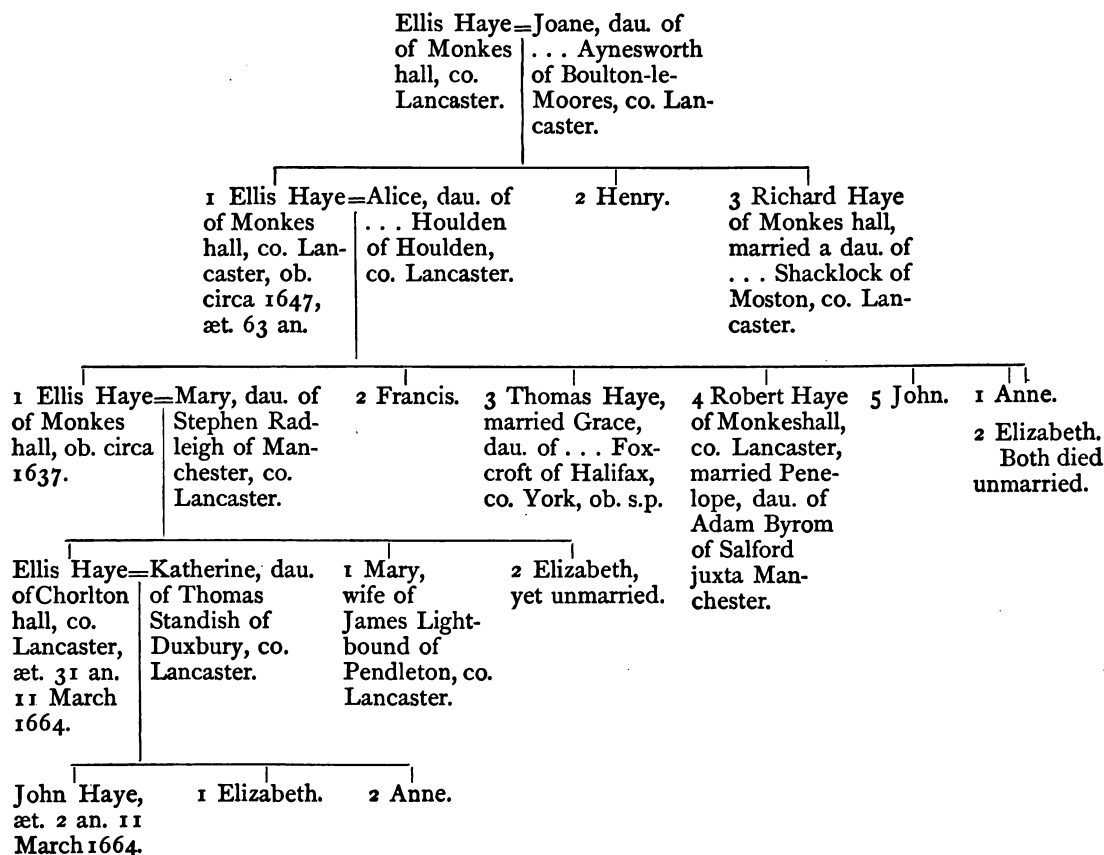 Ellis Haye=Joane, dau. of
of Monkes
hall, co.
Lancaster.
... Aynesworth
of Boulton-le-
Moores, co. Lan-
caster.
1 Ellis Haye=Alice, dau. of
of Monkes
hall, co. Lan-
caster, ob.
circa 1647,
æt. 63 an.
... Houlden
of Houlden,
co. Lancaster.
2 Henry.
3 Richard Haye
of Monkes hall,
married a dau. of
... Shacklock of
Moston, co. Lan-
caster.
1 Ellis Haye=Mary, dau. of
of Monkes
hall, ob. circa
1637.
Stephen Rad-
leigh of Man-
chester, co.
Lancaster.
2 Francis.
3 Thomas Haye,
married Grace,
dau. of ... Fox-
croft of Halifax,
co. York, ob. s.p.
4 Robert Haye
of Monkeshall,
co. Lancaster,
married Pene-
lope, dau. of
Adam Byrom
of Salford
juxta Man-
chester.
5 John.
1 Anne.
2 Elizabeth.
Both died
unmarried.
Ellis Haye=Katherine, dau.
of Chorlton
hall, co.
Lancaster,
æt. 31 an.
11 March
1664.
of Thomas
Standish of
Duxbury, co.
Lancaster.
1 Mary,
wife of
James Light-
bound of
Pendleton, co.
Lancaster.
2 Elizabeth,
yet unmarried.
John Haye,
æt. 2 an. 11
March 1664.
1 Elizabeth.
2 Anne.